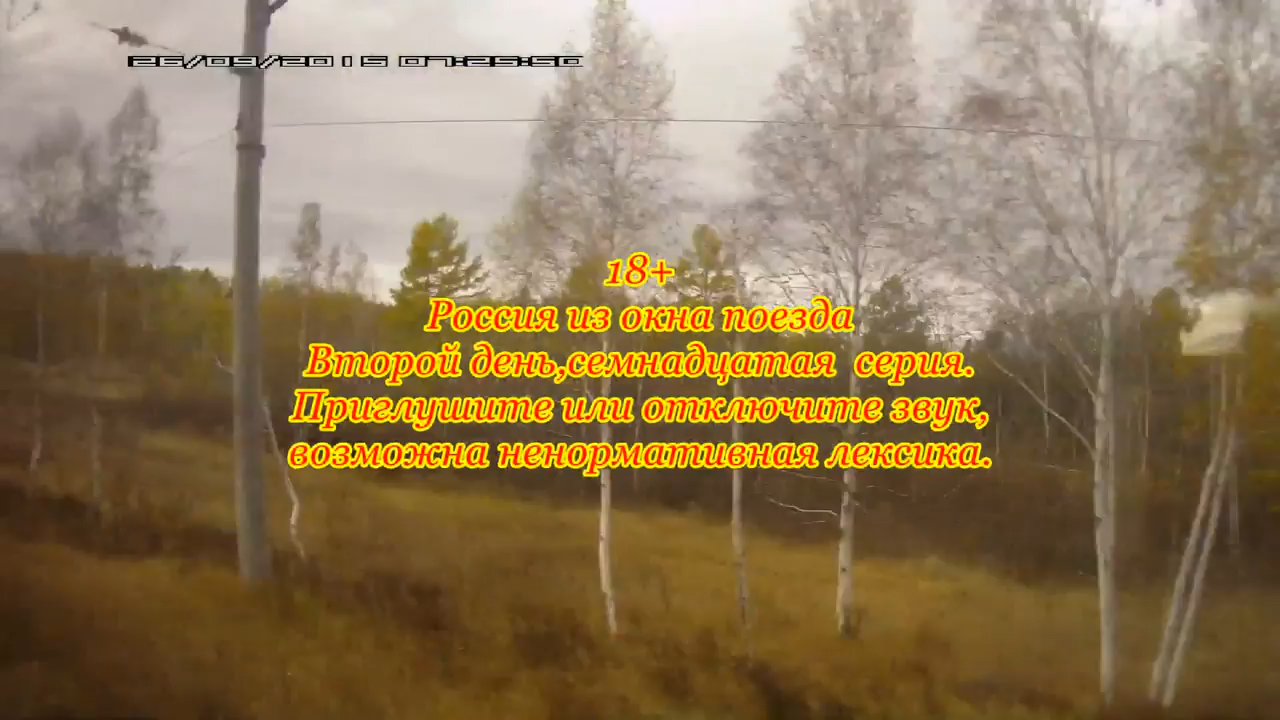 26/09/2015 07:25:50
18+
Россия из окна поезда
Второй день,семнадцатая серия.
Приглушите или отключите звук,
возможна ненормативная лексика.